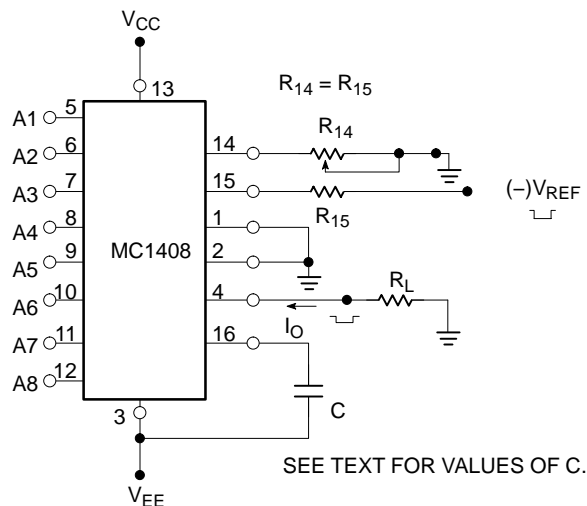 V_CC
13
R_14 = R_15
A1 5
A2 6
14
R_14
A3 7
15
(−)V_REF
R_15
A4 8
1
MC1408
A5 9
2
A6 10
4
R_L
I_O
A7 11
16
A8 12
C
3
SEE TEXT FOR VALUES OF C.
V_EE